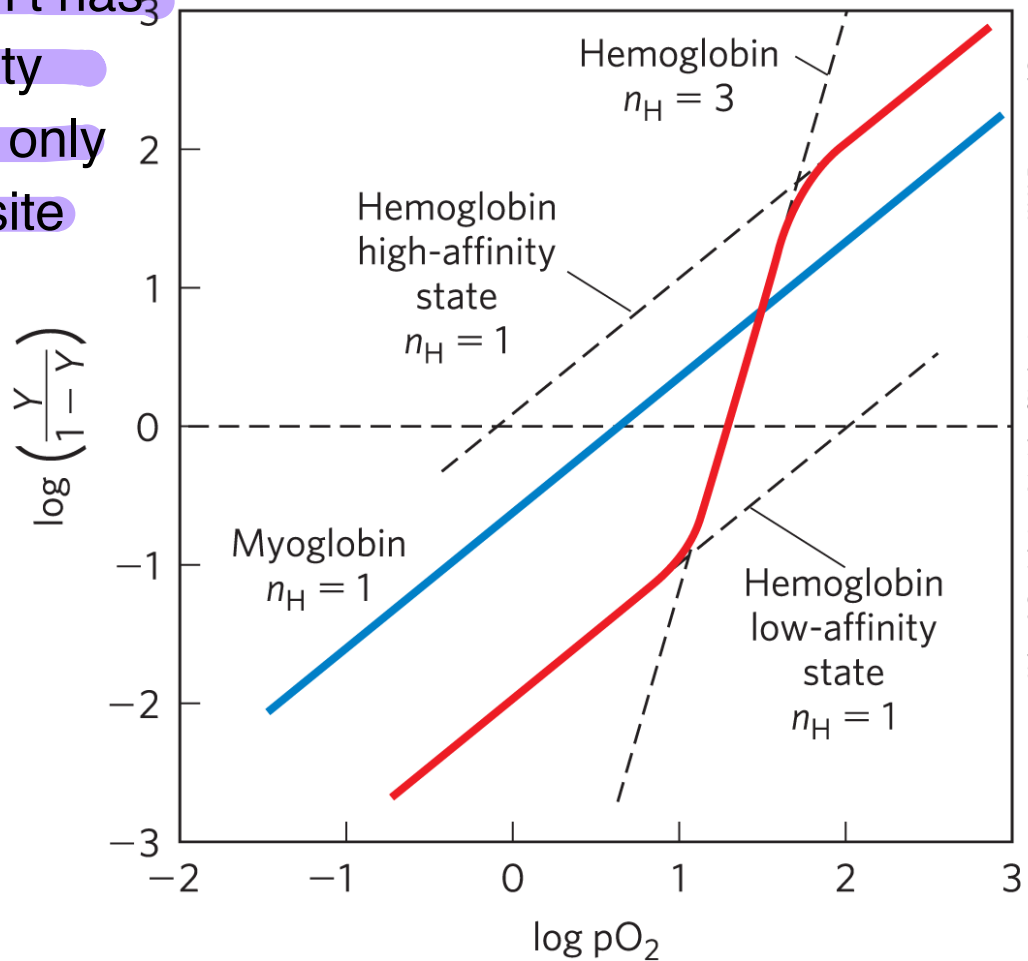 t has
ty
only
site
3
2
1
0
−1
−2
−3
log (Y / 1 − Y)
Hemoglobin
nH = 3
Hemoglobin
high-affinity
state
nH = 1
Myoglobin
nH = 1
Hemoglobin
low-affinity
state
nH = 1
−2 −1 0 1 2 3
log pO2